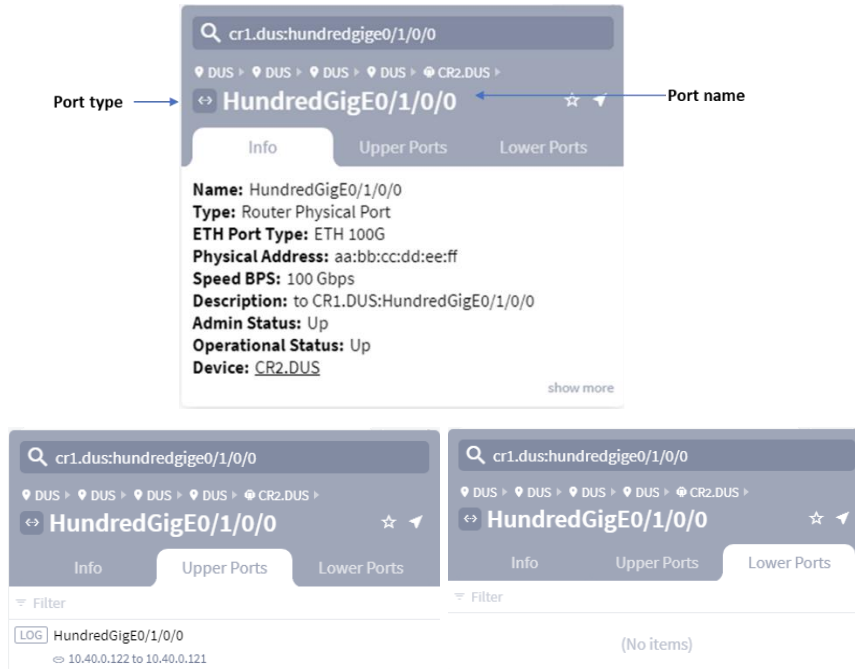 cr1.dus:hundredgige0/1/0/0
DUS DUS DUS DUS CR2.DUS
Port type
HundredGigE0/1/0/0
Port name
Info Upper Ports Lower Ports
Name: HundredGigE0/1/0/0
Type: Router Physical Port
ETH Port Type: ETH 100G
Physical Address: aa:bb:cc:dd:ee:ff
Speed BPS: 100 Gbps
Description: to CR1.DUS:HundredGigE0/1/0/0
Admin Status: Up
Operational Status: Up
Device: CR2.DUS
show more
cr1.dus:hundredgige0/1/0/0
DUS DUS DUS DUS CR2.DUS
HundredGigE0/1/0/0
Info Upper Ports Lower Ports
Filter
LOG HundredGigE0/1/0/0
10.40.0.122 to 10.40.0.121
cr1.dus:hundredgige0/1/0/0
DUS DUS DUS DUS CR2.DUS
HundredGigE0/1/0/0
Info Upper Ports Lower Ports
Filter
(No items)